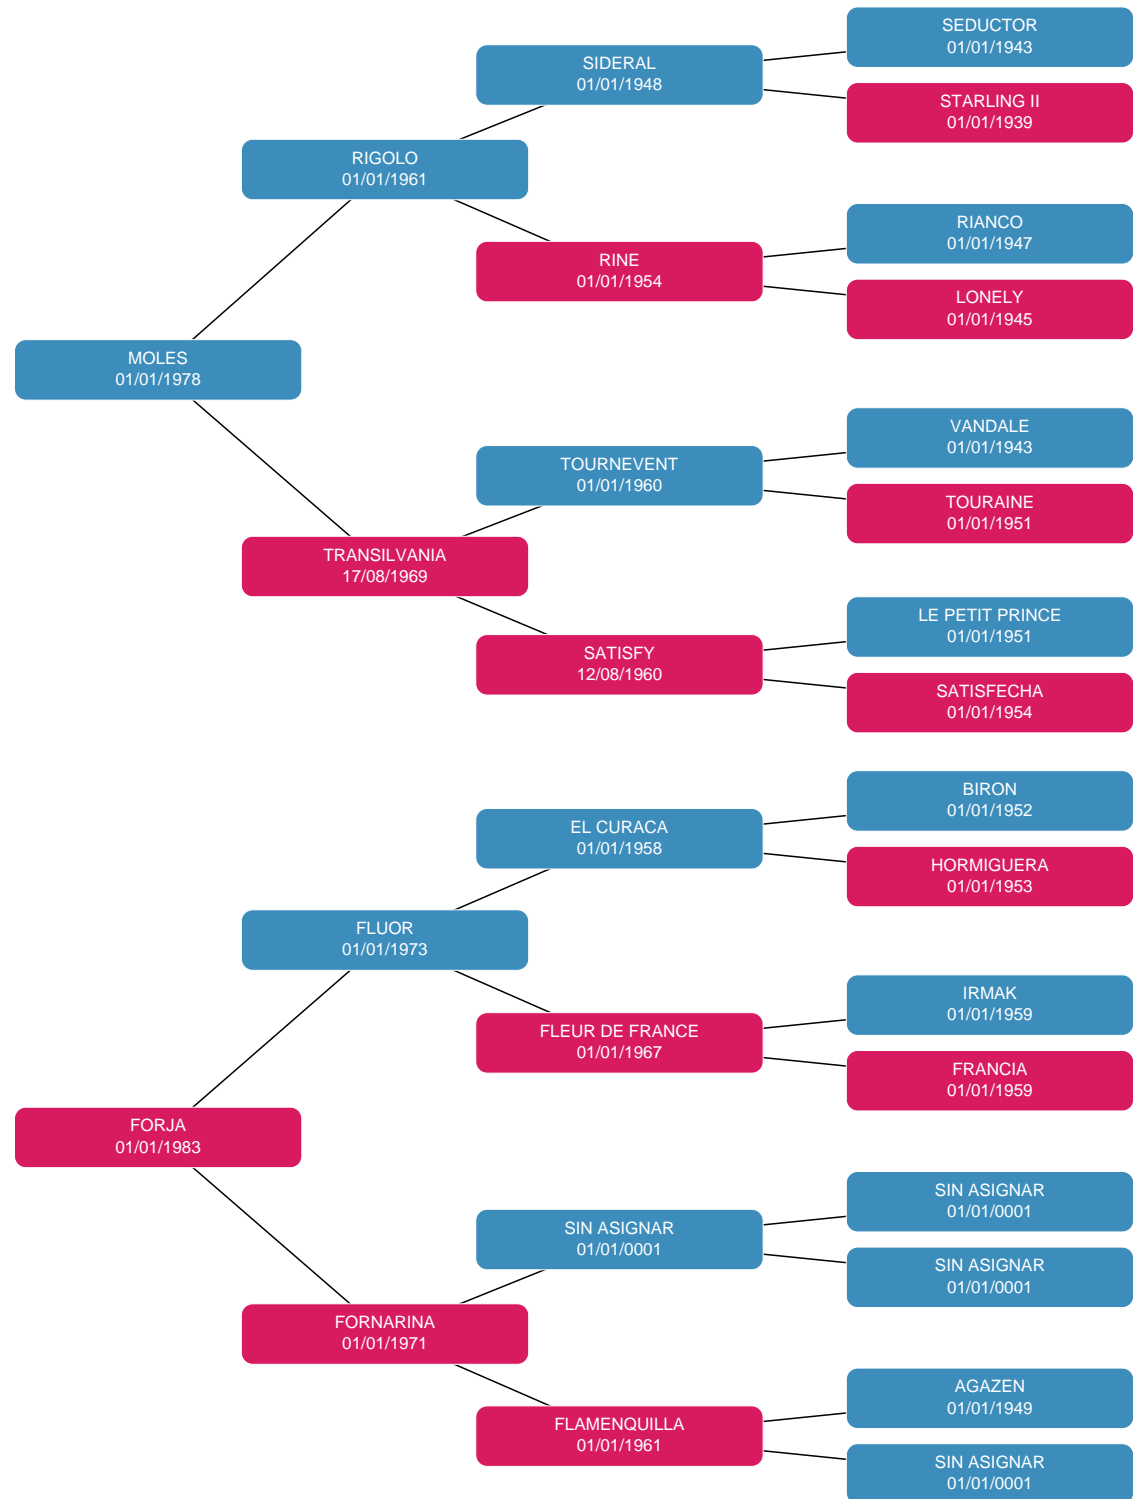 SEDUCTOR
01/01/1943
SIDERAL
01/01/1948
STARLING II
01/01/1939
RIGOLO
01/01/1961
RIANCO
01/01/1947
RINE
01/01/1954
LONELY
01/01/1945
MOLES
01/01/1978
VANDALE
01/01/1943
TOURNEVENT
01/01/1960
TOURAINE
01/01/1951
TRANSILVANIA
17/08/1969
LE PETIT PRINCE
01/01/1951
SATISFY
12/08/1960
SATISFECHA
01/01/1954
BIRON
01/01/1952
EL CURACA
01/01/1958
HORMIGUERA
01/01/1953
FLUOR
01/01/1973
IRMAK
01/01/1959
FLEUR DE FRANCE
01/01/1967
FRANCIA
01/01/1959
FORJA
01/01/1983
SIN ASIGNAR
01/01/0001
SIN ASIGNAR
01/01/0001
SIN ASIGNAR
01/01/0001
FORNARINA
01/01/1971
AGAZEN
01/01/1949
FLAMENQUILLA
01/01/1961
SIN ASIGNAR
01/01/0001